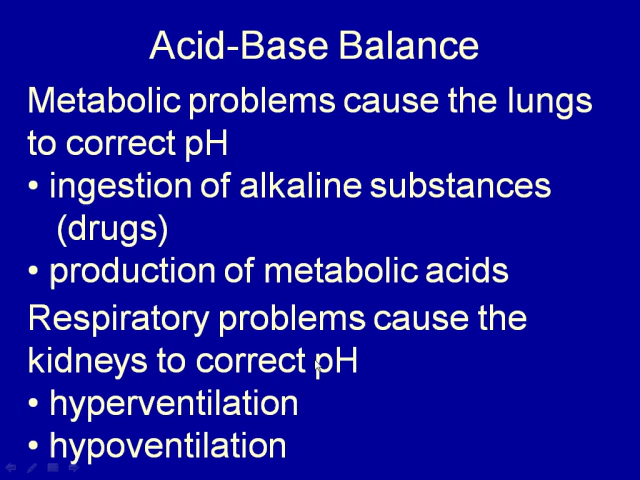 Acid-Base Balance
Metabolic problems cause the lungs
to correct pH
• ingestion of alkaline substances
(drugs)
• production of metabolic acids
Respiratory problems cause the
kidneys to correct pH
• hyperventilation
• hypoventilation